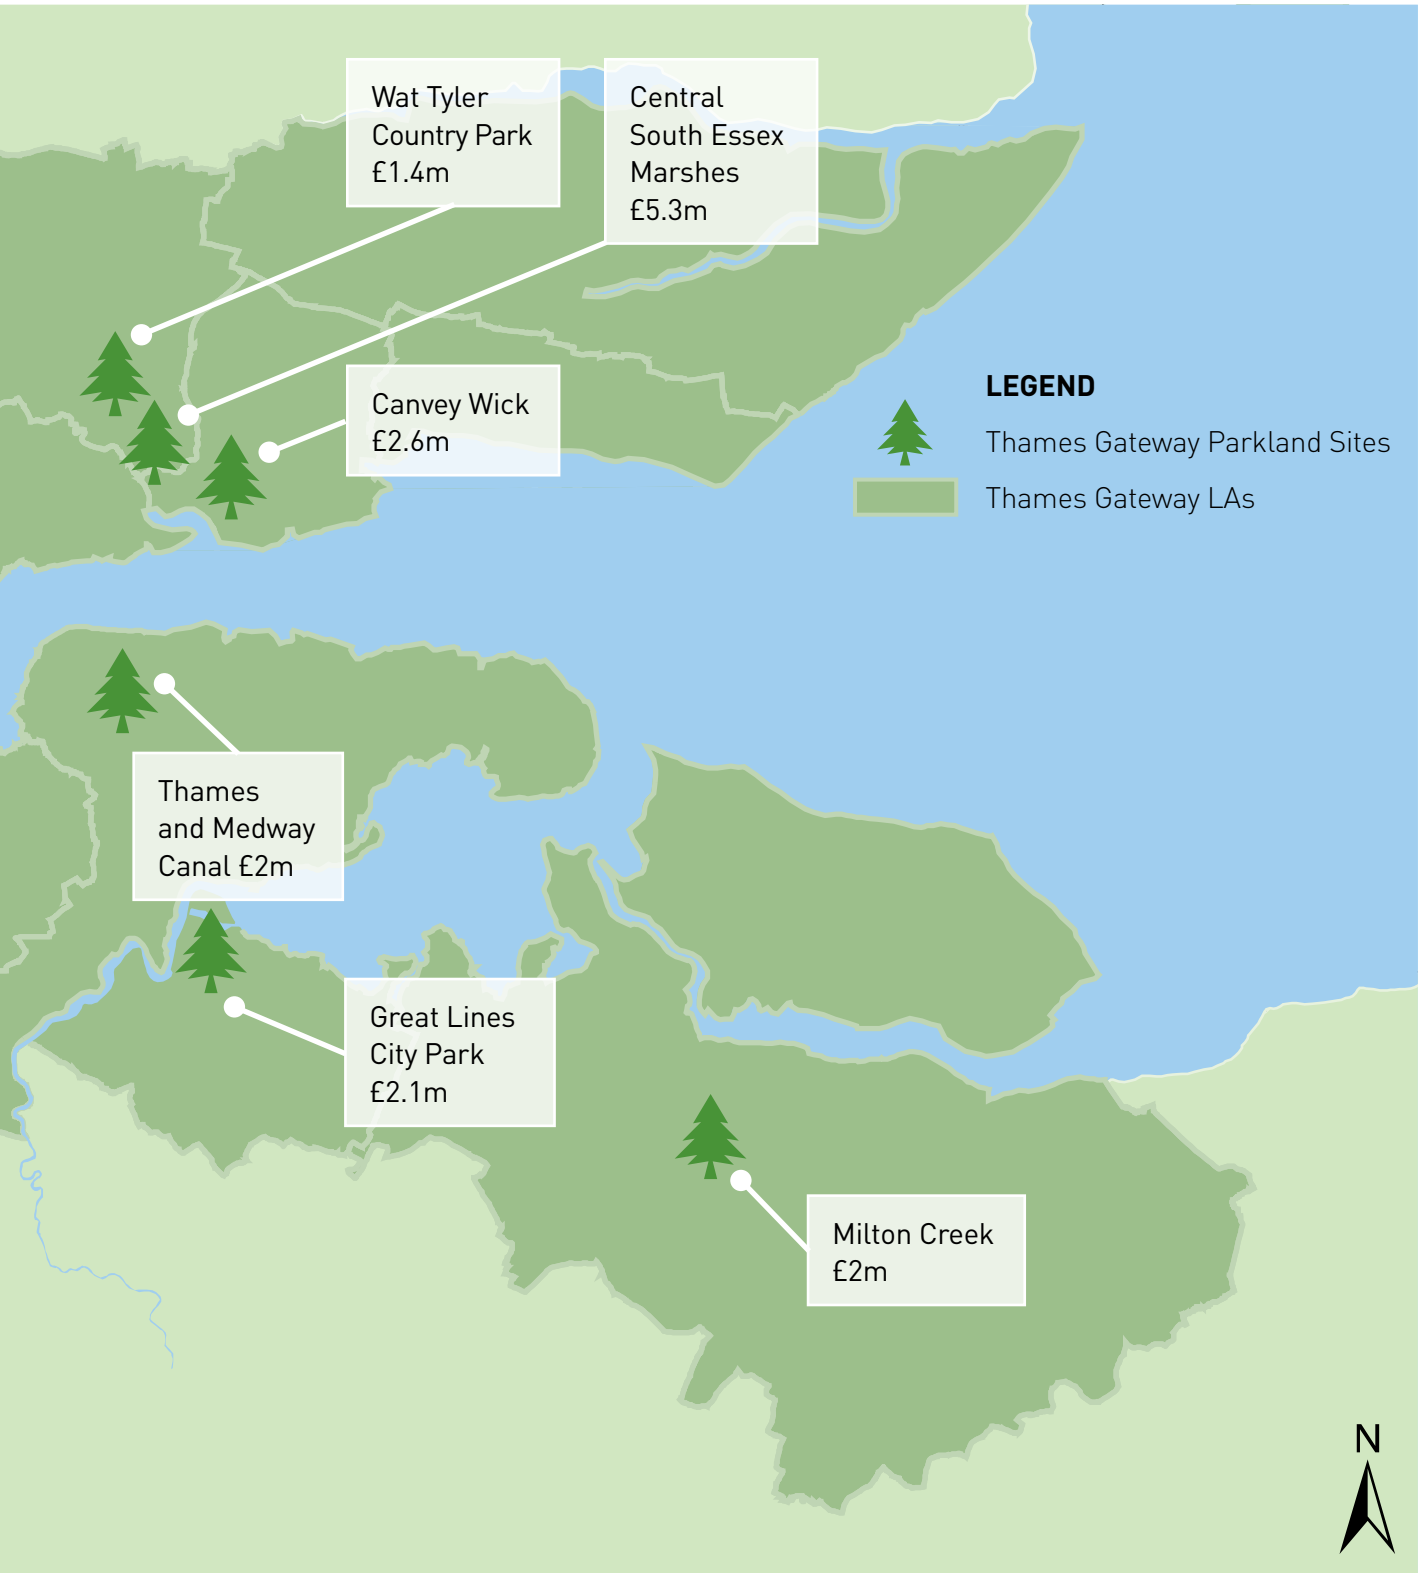 Wat Tyler
Country Park
£1.4m
Central
South Essex
Marshes
£5.3m
Canvey Wick
£2.6m
LEGEND
Thames Gateway Parkland Sites
Thames Gateway LAs
Thames
and Medway
Canal £2m
Great Lines
City Park
£2.1m
Milton Creek
£2m
N